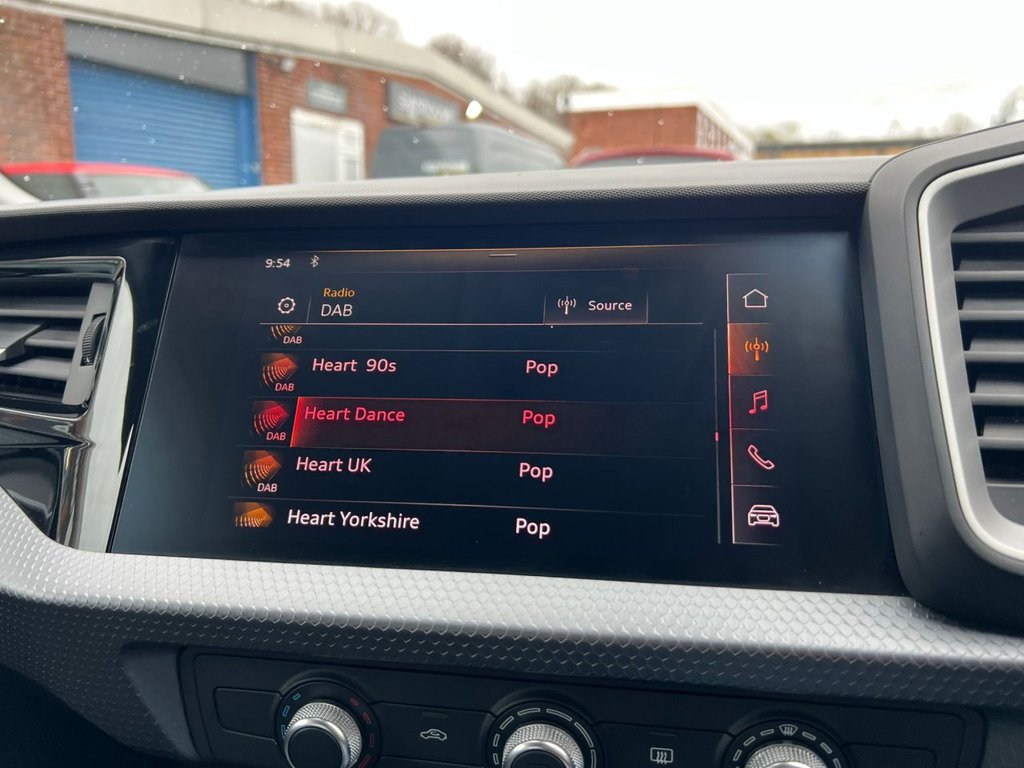 9:54
Radio
DAB
Source
DAB
Heart 90s Pop
DAB
Heart Dance Pop
DAB
Heart UK Pop
DAB
Heart Yorkshire Pop